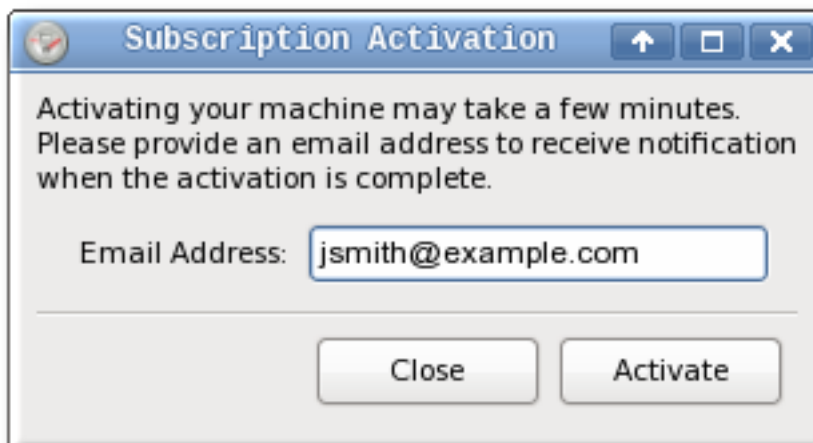 Subscription Activation
Activating your machine may take a few minutes.
Please provide an email address to receive notification
when the activation is complete.
Email Address: jsmith@example.com
Close Activate